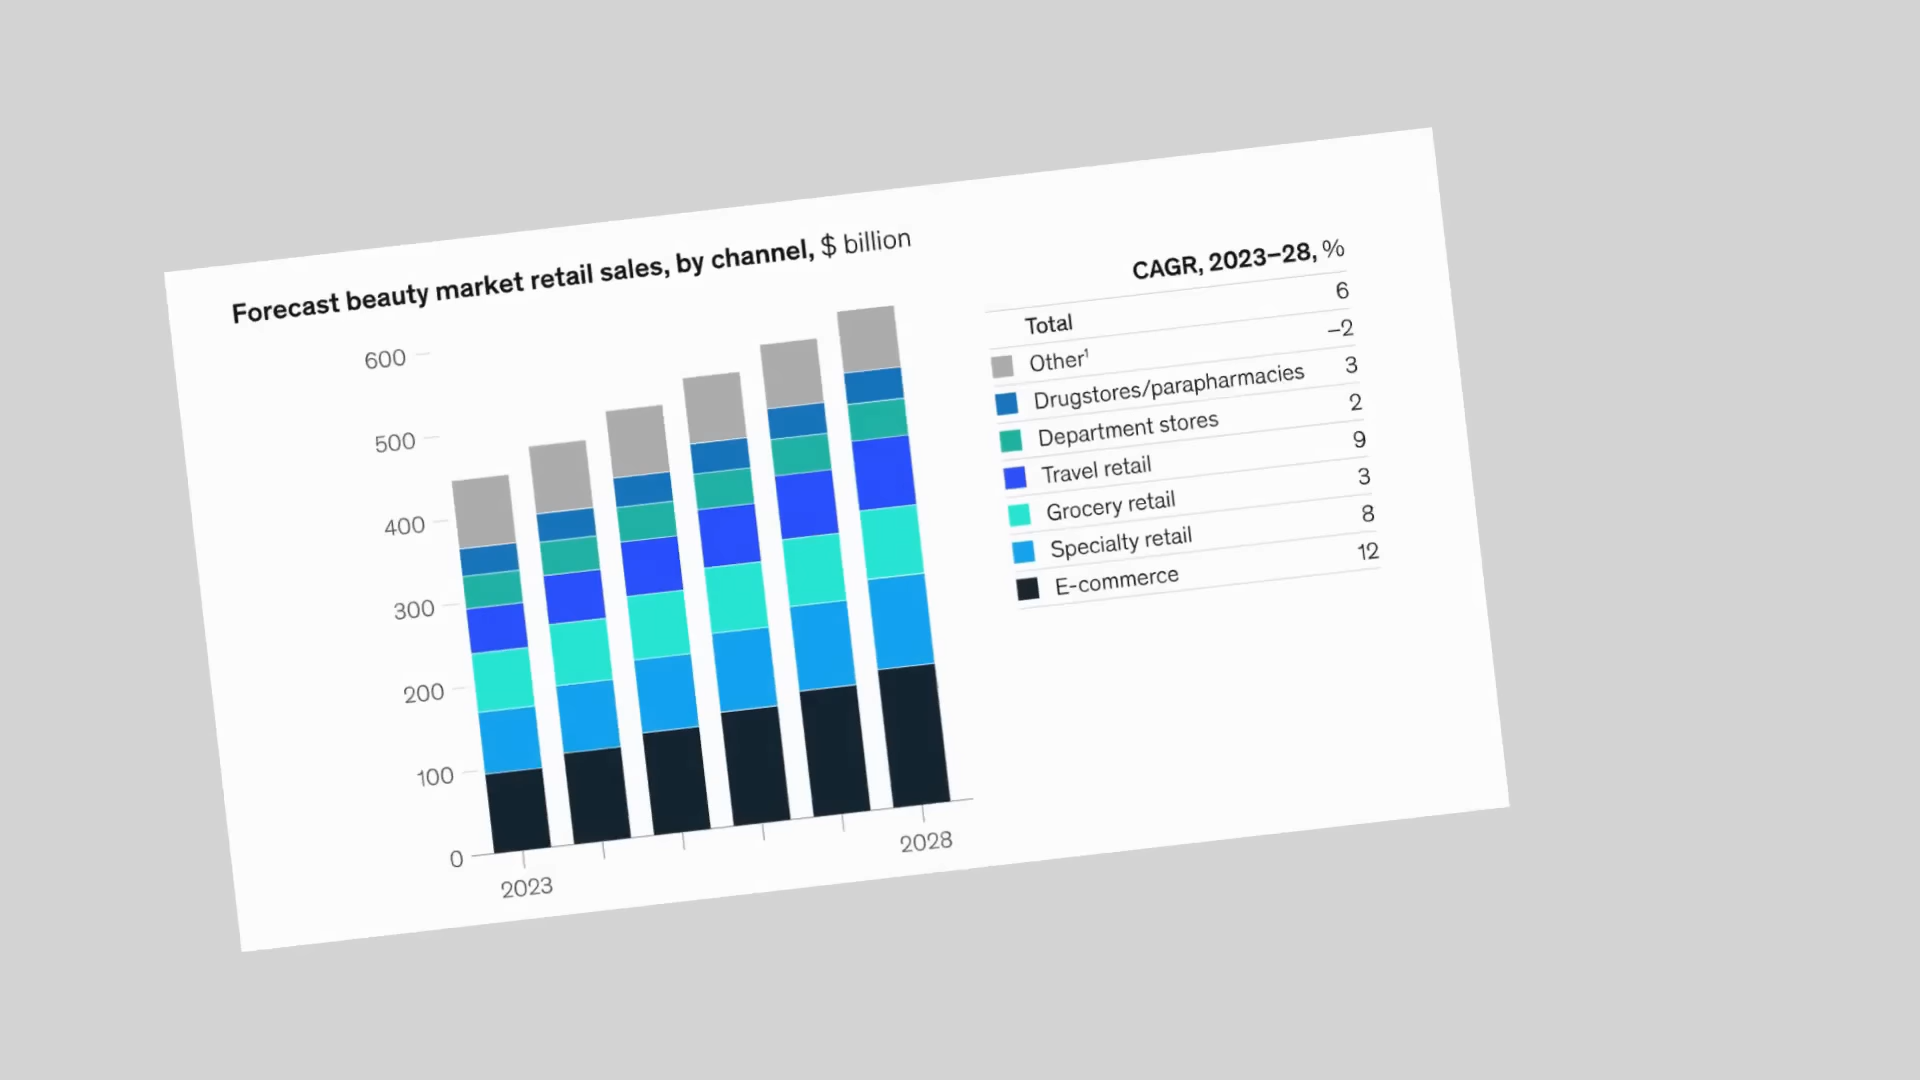 Forecast beauty market retail sales, by channel, $ billion
600
500
400
300
200
100
0
2023
2028
CAGR, 2023–28, %
Total 6
Other¹ –2
Drugstores/parapharmacies 3
Department stores 2
Travel retail 9
Grocery retail 3
Specialty retail 8
E-commerce 12